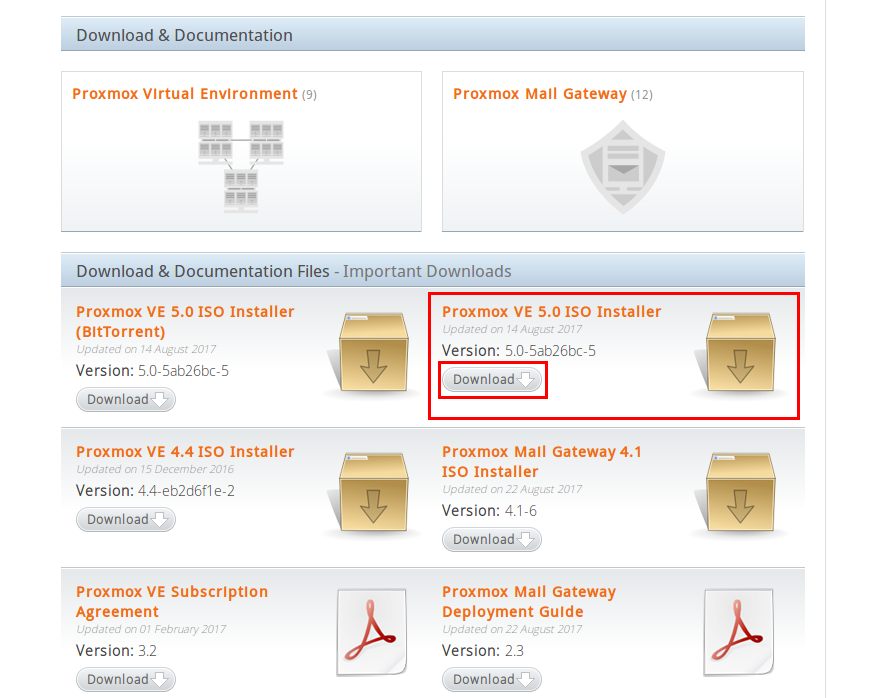 Download & Documentation
Proxmox Virtual Environment (9)
Proxmox Mail Gateway (12)
Download & Documentation Files - Important Downloads
Proxmox VE 5.0 ISO Installer
(BitTorrent)
Updated on 14 August 2017
Version: 5.0-5ab26bc-5
Download
Proxmox VE 5.0 ISO Installer
Updated on 14 August 2017
Version: 5.0-5ab26bc-5
Download
Proxmox VE 4.4 ISO Installer
Updated on 15 December 2016
Version: 4.4-eb2d6f1e-2
Download
Proxmox Mail Gateway 4.1
ISO Installer
Updated on 22 August 2017
Version: 4.1-6
Download
Proxmox VE Subscription
Agreement
Updated on 01 February 2017
Version: 3.2
Download
Proxmox Mail Gateway
Deployment Guide
Updated on 22 August 2017
Version: 2.3
Download